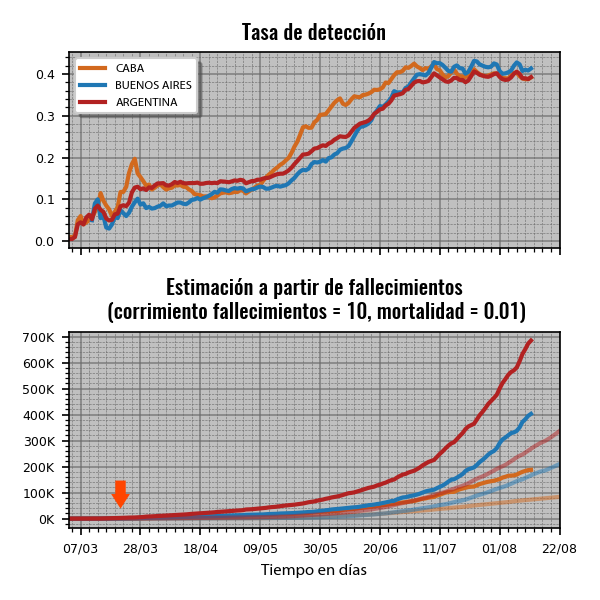 Tasa de detección
CABA
BUENOS AIRES
ARGENTINA
0.4
0.3
0.2
0.1
0.0
Estimación a partir de fallecimientos
(corrimiento fallecimientos = 10, mortalidad = 0.01)
700K
600K
500K
400K
300K
200K
100K
0K
07/03 28/03 18/04 09/05 30/05 20/06 11/07 01/08 22/08
Tiempo en días